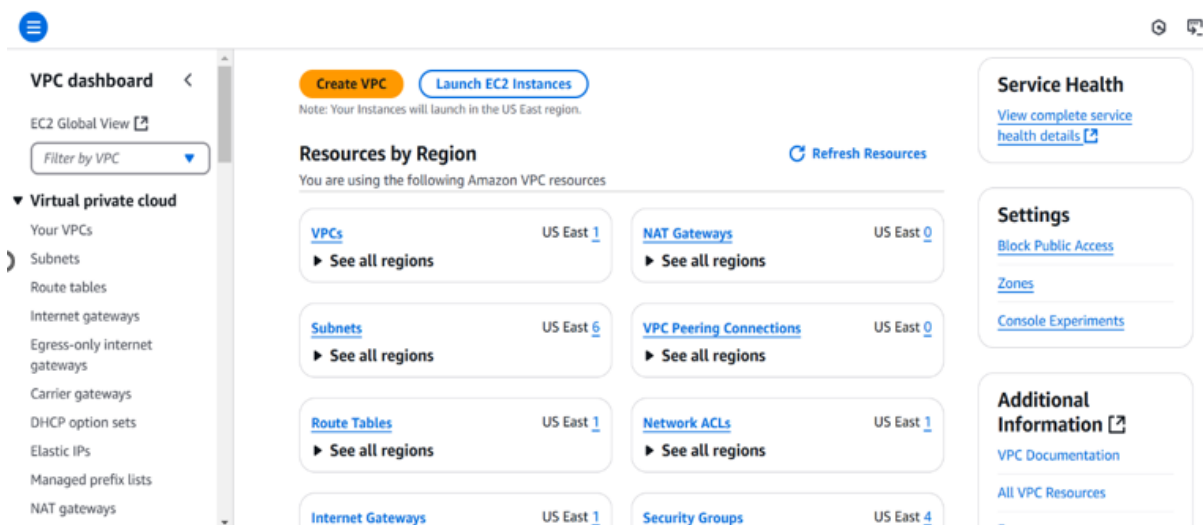 VPC dashboard
EC2 Global View
Filter by VPC
Virtual private cloud
Your VPCs
Subnets
Route tables
Internet gateways
Egress-only internet
gateways
Carrier gateways
DHCP option sets
Elastic IPs
Managed prefix lists
NAT gateways
Create VPC
Launch EC2 Instances
Note: Your Instances will launch in the US East region.
Resources by Region
Refresh Resources
You are using the following Amazon VPC resources
VPCs US East 1
See all regions
NAT Gateways US East 0
See all regions
Subnets US East 6
See all regions
VPC Peering Connections US East 0
See all regions
Route Tables US East 1
See all regions
Network ACLs US East 1
See all regions
Internet Gateways US East 1
Security Groups US East 4
Service Health
View complete service
health details
Settings
Block Public Access
Zones
Console Experiments
Additional
Information
VPC Documentation
All VPC Resources